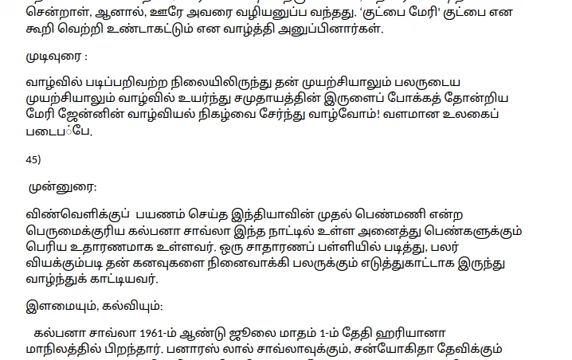 சென்றாள், ஆனால், ஊரே அவரை வழியனுப்ப வந்தது. ‘குட்பை மேரி' குட்பை என
கூறி வெற்றி உண்டாகட்டும் என வாழ்த்தி அனுப்பினார்கள்.
முடிவுரை :
வாழ்வில் படிப்பறிவற்ற நிலையிலிருந்து தன் முயற்சியாலும் பலருடைய
முயற்சியாலும் வாழ்வில் உயர்ந்து சமுதாயத்தின் இருளைப் போக்கத் தோன்றிய
மேரி ஜேன்னின் வாழ்வியல் நிகழ்வை சேர்ந்து வாழ்வோம்! வளமான உலகைப்
படைப்பே.
45)
முன்னுரை:
விண்வெளிக்குப் பயணம் செய்த இந்தியாவின் முதல் பெண்மணி என்ற
பெருமைக்குரிய கல்பனா சாவ்லா இந்த நாட்டில் உள்ள அனைத்து பெண்களுக்கும்
பெரிய உதாரணமாக உள்ளவர். ஒரு சாதாரணப் பள்ளியில் படித்து, பலர்
வியக்கும்படி தன் கனவுகளை நினைவாக்கி பலருக்கும் எடுத்துகாட்டாக இருந்து
வாழ்ந்துக் காட்டியவர்.
இளமையும், கல்வியும்:
கல்பனா சாவ்லா 1961-ம் ஆண்டு ஜூலை மாதம் 1-ம் தேதி ஹரியானா
மாநிலத்தில் பிறந்தார். பனாரஸ் லால் சாவ்லாவுக்கும், சன்யோகிதா தேவிக்கும்